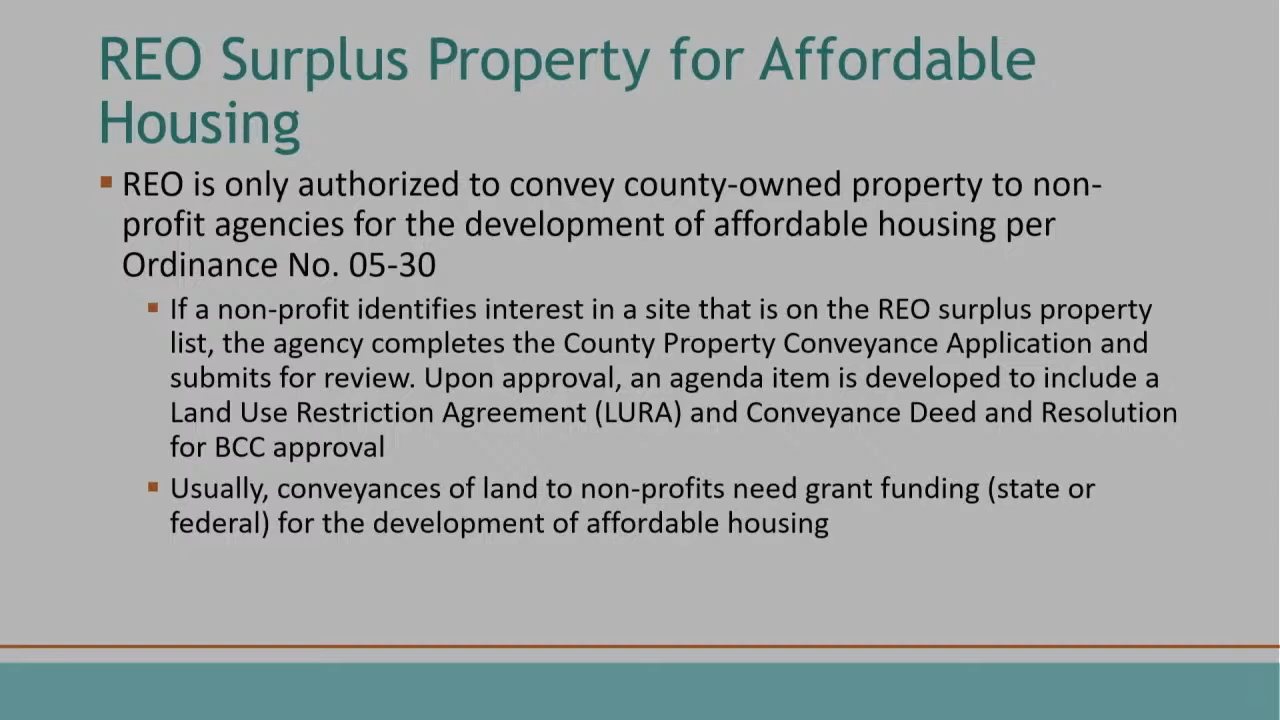 REO Surplus Property for Affordable
Housing
▪ REO is only authorized to convey county-owned property to non-
profit agencies for the development of affordable housing per
Ordinance No. 05-30
▪ If a non-profit identifies interest in a site that is on the REO surplus property
list, the agency completes the County Property Conveyance Application and
submits for review. Upon approval, an agenda item is developed to include a
Land Use Restriction Agreement (LURA) and Conveyance Deed and Resolution
for BCC approval
▪ Usually, conveyances of land to non-profits need grant funding (state or
federal) for the development of affordable housing